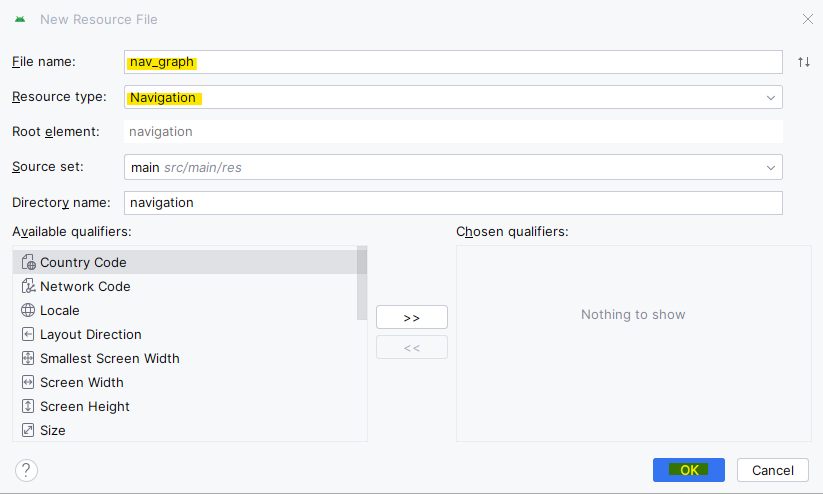 New Resource File
File name: nav_graph
Resource type: Navigation
Root element: navigation
Source set: main src/main/res
Directory name: navigation
Available qualifiers:
Chosen qualifiers:
Country Code
Network Code
Locale
Layout Direction
Smallest Screen Width
Screen Width
Screen Height
Size
>>
<<
Nothing to show
?
OK
Cancel